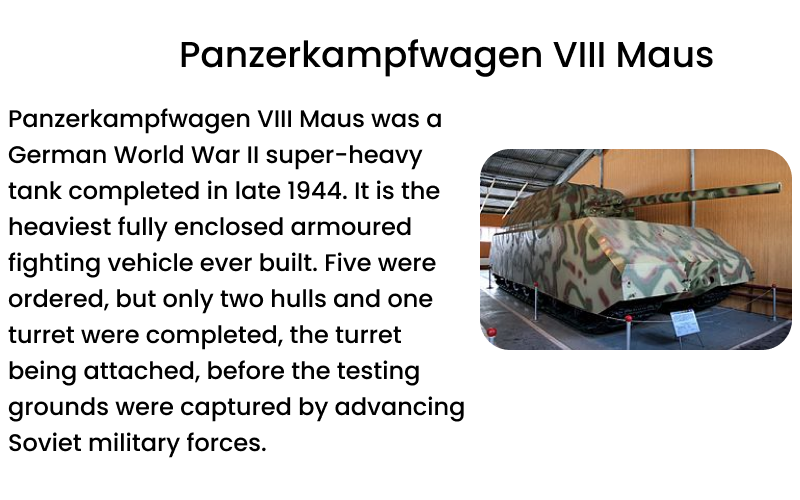 Panzerkampfwagen VIII Maus
Panzerkampfwagen VIII Maus was a
German World War II super-heavy
tank completed in late 1944. It is the
heaviest fully enclosed armoured
fighting vehicle ever built. Five were
ordered, but only two hulls and one
turret were completed, the turret
being attached, before the testing
grounds were captured by advancing
Soviet military forces.